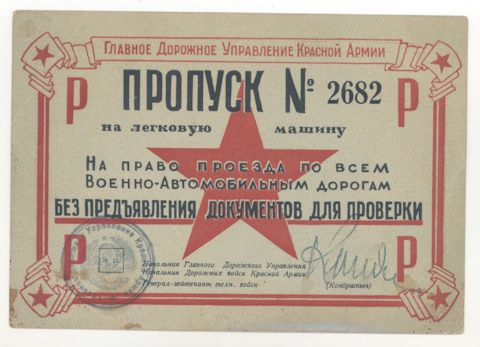 Главное Дорожное Управление Красной Армии
Р ПРОПУСК № 2682 Р
на легковую машину
На право проезда по всем
Военно-Автомобильным дорогам
БЕЗ ПРЕДЪЯВЛЕНИЯ ДОКУМЕНТОВ ДЛЯ ПРОВЕРКИ
Р Р
Начальник Главного Дорожного Управления
Начальник Дорожных войск Красной Армии
Генерал-лейтенант техн. войск
(Кондратьев)